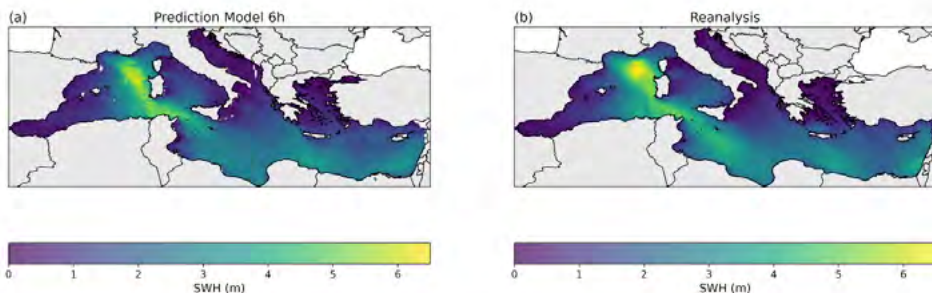 (a) Prediction Model 6h
(b) Reanalysis
0 1 2 3 4 5 6
SWH (m)
0 1 2 3 4 5 6
SWH (m)